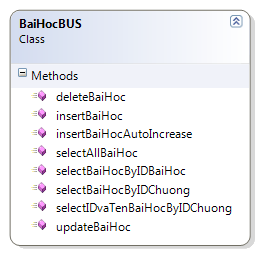 BaiHocBUS
Class
Methods
deleteBaiHoc
insertBaiHoc
insertBaiHocAutoIncrease
selectAllBaiHoc
selectBaiHocByIDBaiHoc
selectBaiHocByIDChuong
selectIDvaTenBaiHocByIDChuong
updateBaiHoc